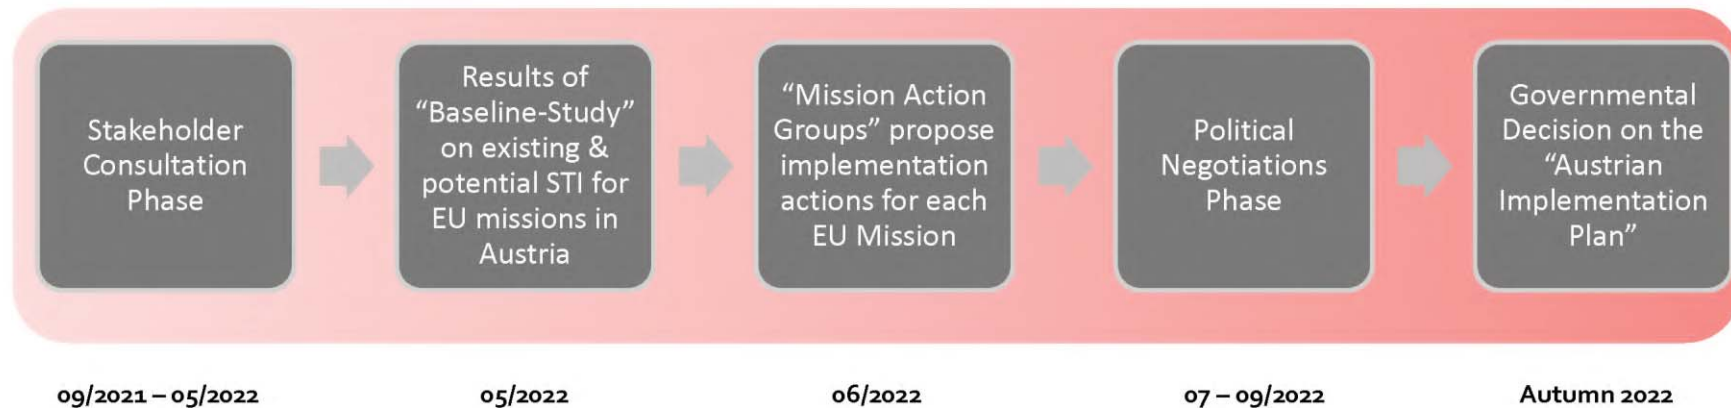 Stakeholder
Consultation
Phase
Results of
“Baseline-Study”
on existing &
potential STI for
EU missions in
Austria
“Mission Action
Groups” propose
implementation
actions for each
EU Mission
Political
Negotiations
Phase
Governmental
Decision on the
“Austrian
Implementation
Plan”
09/2021 – 05/2022
05/2022
06/2022
07 – 09/2022
Autumn 2022